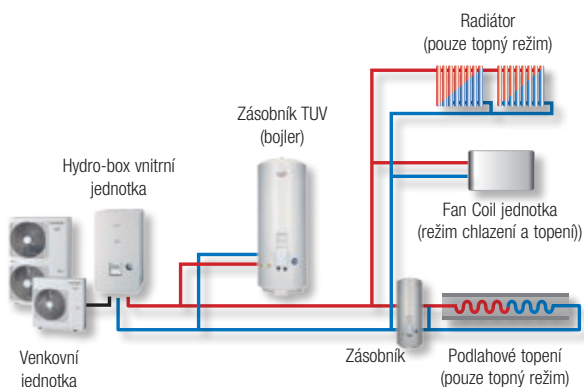 Radiátor
(pouze topný režim)
Zásobník TUV
(bojler)
Hydro-box vnitrní
jednotka
Fan Coil jednotka
(režim chlazení a topení))
Venkovní
jednotka
Zásobník
Podlahové topení
(pouze topný režim)